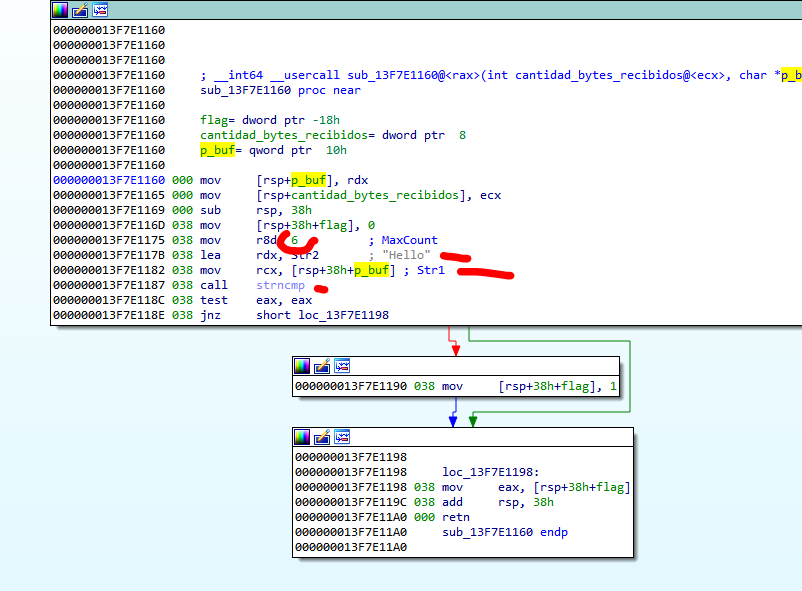 000000013F7E1160
000000013F7E1160
000000013F7E1160
000000013F7E1160 ; __int64 __usercall sub_13F7E1160@<rax>(int cantidad_bytes_recibidos@<ecx>, char *p_b
000000013F7E1160 sub_13F7E1160 proc near
000000013F7E1160
000000013F7E1160 flag= dword ptr -18h
000000013F7E1160 cantidad_bytes_recibidos= dword ptr  8
000000013F7E1160 p_buf= qword ptr  10h
000000013F7E1160
000000013F7E1160 000 mov [rsp+p_buf], rdx
000000013F7E1165 000 mov [rsp+cantidad_bytes_recibidos], ecx
000000013F7E1169 000 sub rsp, 38h
000000013F7E116D 038 mov [rsp+38h+flag], 0
000000013F7E1175 038 mov r8d, 6 ; MaxCount
000000013F7E117B 038 lea rdx, Str2 ; "Hello"
000000013F7E1182 038 mov rcx, [rsp+38h+p_buf] ; Str1
000000013F7E1187 038 call strncmp
000000013F7E118C 038 test eax, eax
000000013F7E118E 038 jnz short loc_13F7E1198
000000013F7E1190 038 mov [rsp+38h+flag], 1
000000013F7E1198
000000013F7E1198 loc_13F7E1198:
000000013F7E1198 038 mov eax, [rsp+38h+flag]
000000013F7E119C 038 add rsp, 38h
000000013F7E11A0 000 retn
000000013F7E11A0 sub_13F7E1160 endp
000000013F7E11A0